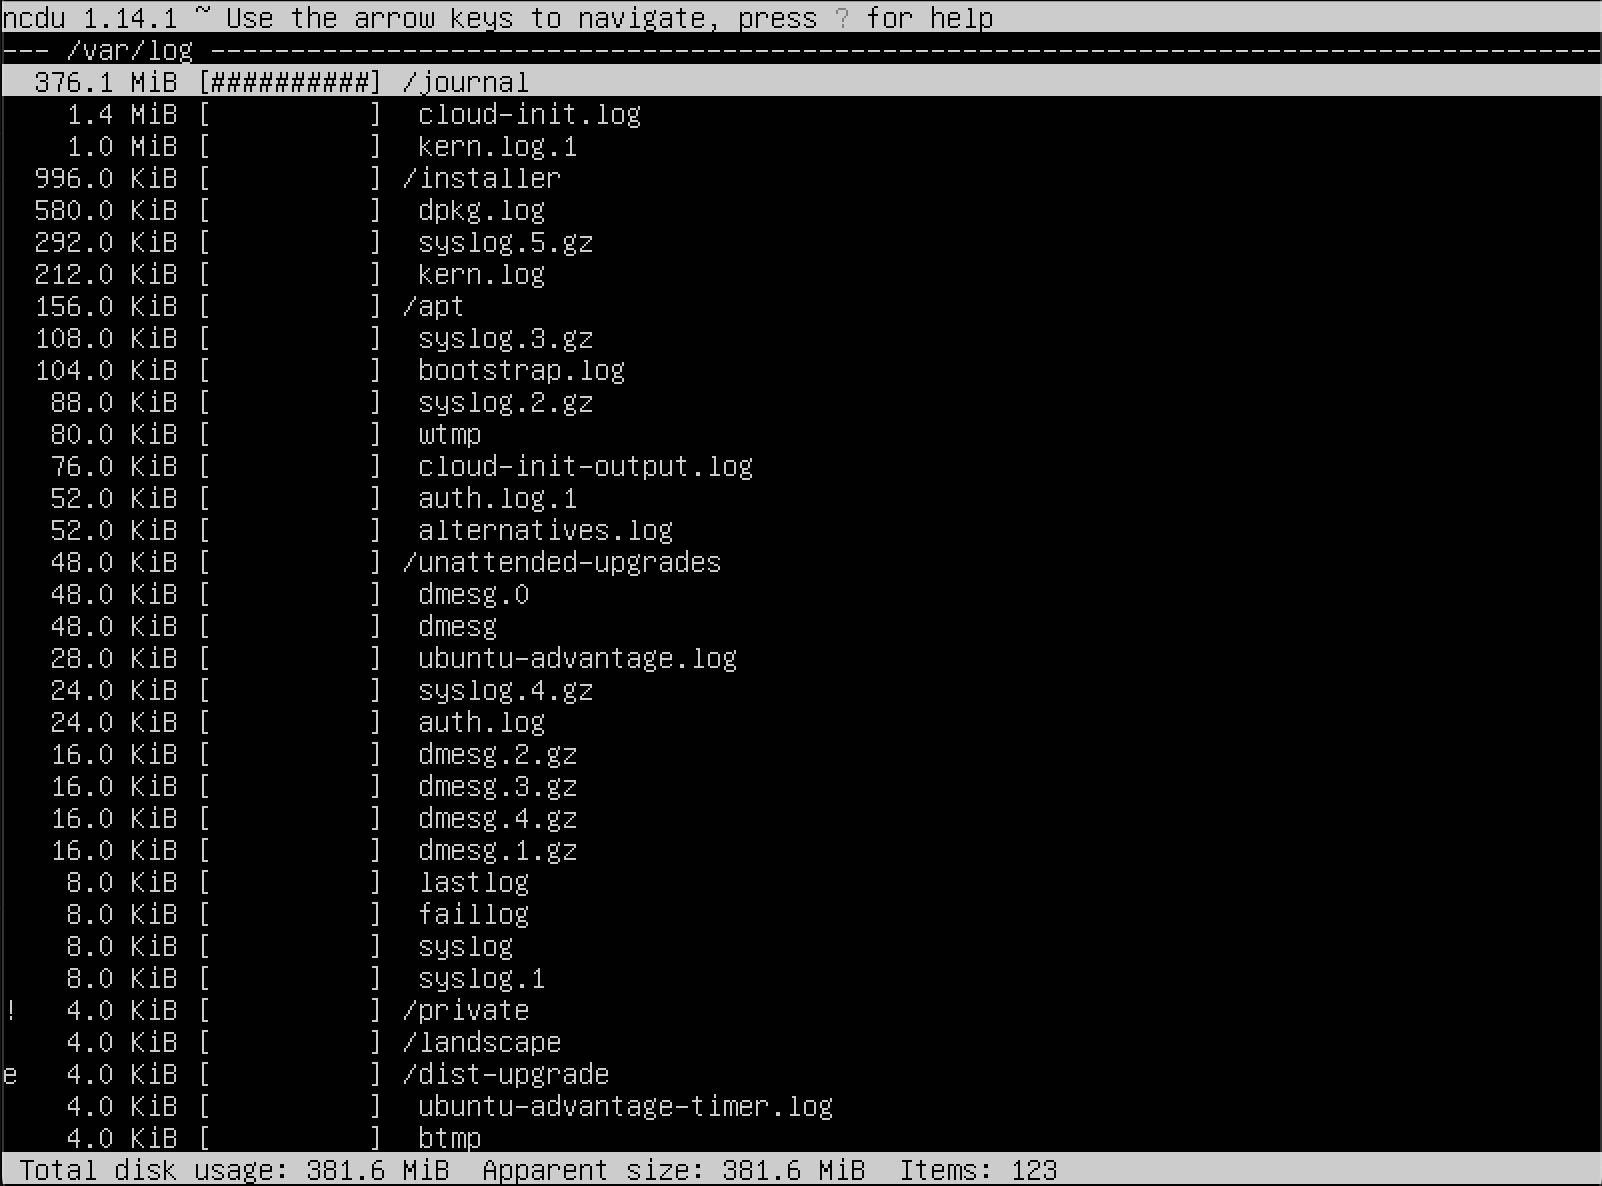 ncdu 1.14.1 ~ Use the arrow keys to navigate, press ? for help
--- /var/log ---------------------------------------------------------------------------------------
  376.1 MiB [##########] /journal
    1.4 MiB [          ]  cloud-init.log
    1.0 MiB [          ]  kern.log.1
  996.0 KiB [          ] /installer
  580.0 KiB [          ]  dpkg.log
  292.0 KiB [          ]  syslog.5.gz
  212.0 KiB [          ]  kern.log
  156.0 KiB [          ] /apt
  108.0 KiB [          ]  syslog.3.gz
  104.0 KiB [          ]  bootstrap.log
   88.0 KiB [          ]  syslog.2.gz
   80.0 KiB [          ]  wtmp
   76.0 KiB [          ]  cloud-init-output.log
   52.0 KiB [          ]  auth.log.1
   52.0 KiB [          ]  alternatives.log
   48.0 KiB [          ] /unattended-upgrades
   48.0 KiB [          ]  dmesg.0
   48.0 KiB [          ]  dmesg
   28.0 KiB [          ]  ubuntu-advantage.log
   24.0 KiB [          ]  syslog.4.gz
   24.0 KiB [          ]  auth.log
   16.0 KiB [          ]  dmesg.2.gz
   16.0 KiB [          ]  dmesg.3.gz
   16.0 KiB [          ]  dmesg.4.gz
   16.0 KiB [          ]  dmesg.1.gz
    8.0 KiB [          ]  lastlog
    8.0 KiB [          ]  faillog
    8.0 KiB [          ]  syslog
    8.0 KiB [          ]  syslog.1
!   4.0 KiB [          ] /private
    4.0 KiB [          ] /landscape
e   4.0 KiB [          ] /dist-upgrade
    4.0 KiB [          ]  ubuntu-advantage-timer.log
    4.0 KiB [          ]  btmp
 Total disk usage: 381.6 MiB  Apparent size: 381.6 MiB  Items: 123